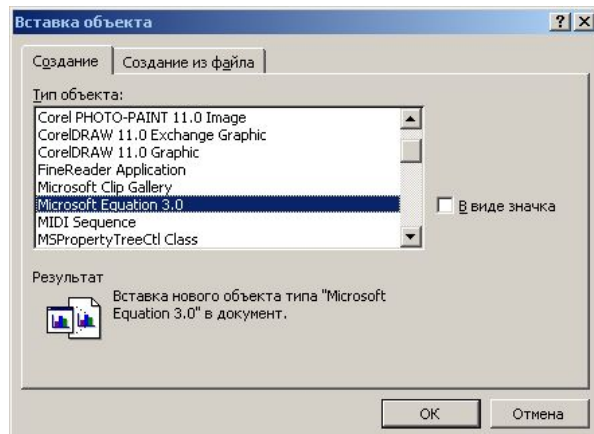 Вставка объекта
Создание
Создание из файла
Тип объекта:
Corel PHOTO-PAINT 11.0 Image
CorelDRAW 11.0 Exchange Graphic
CorelDRAW 11.0 Graphic
FineReader Application
Microsoft Clip Gallery
Microsoft Equation 3.0
MIDI Sequence
MSPropertyTreeCtl Class
В виде значка
Результат
Вставка нового объекта типа "Microsoft
Equation 3.0" в документ.
OK
Отмена